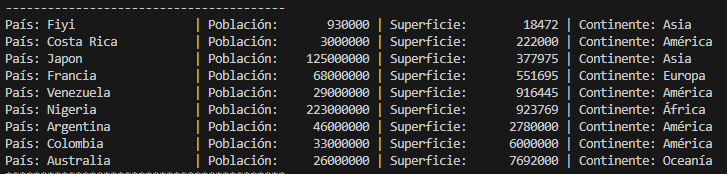 ----------------------------------------
País: Fiyi                 | Población:       930000 | Superficie:        18472 | Continente: Asia
País: Costa Rica           | Población:      3000000 | Superficie:       222000 | Continente: América
País: Japon                | Población:    125000000 | Superficie:       377975 | Continente: Asia
País: Francia              | Población:     68000000 | Superficie:       551695 | Continente: Europa
País: Venezuela            | Población:     29000000 | Superficie:       916445 | Continente: América
País: Nigeria              | Población:    223000000 | Superficie:       923769 | Continente: África
País: Argentina            | Población:     46000000 | Superficie:      2780000 | Continente: América
País: Colombia             | Población:     33000000 | Superficie:      6000000 | Continente: América
País: Australia            | Población:     26000000 | Superficie:      7692000 | Continente: Oceanía
****************************************